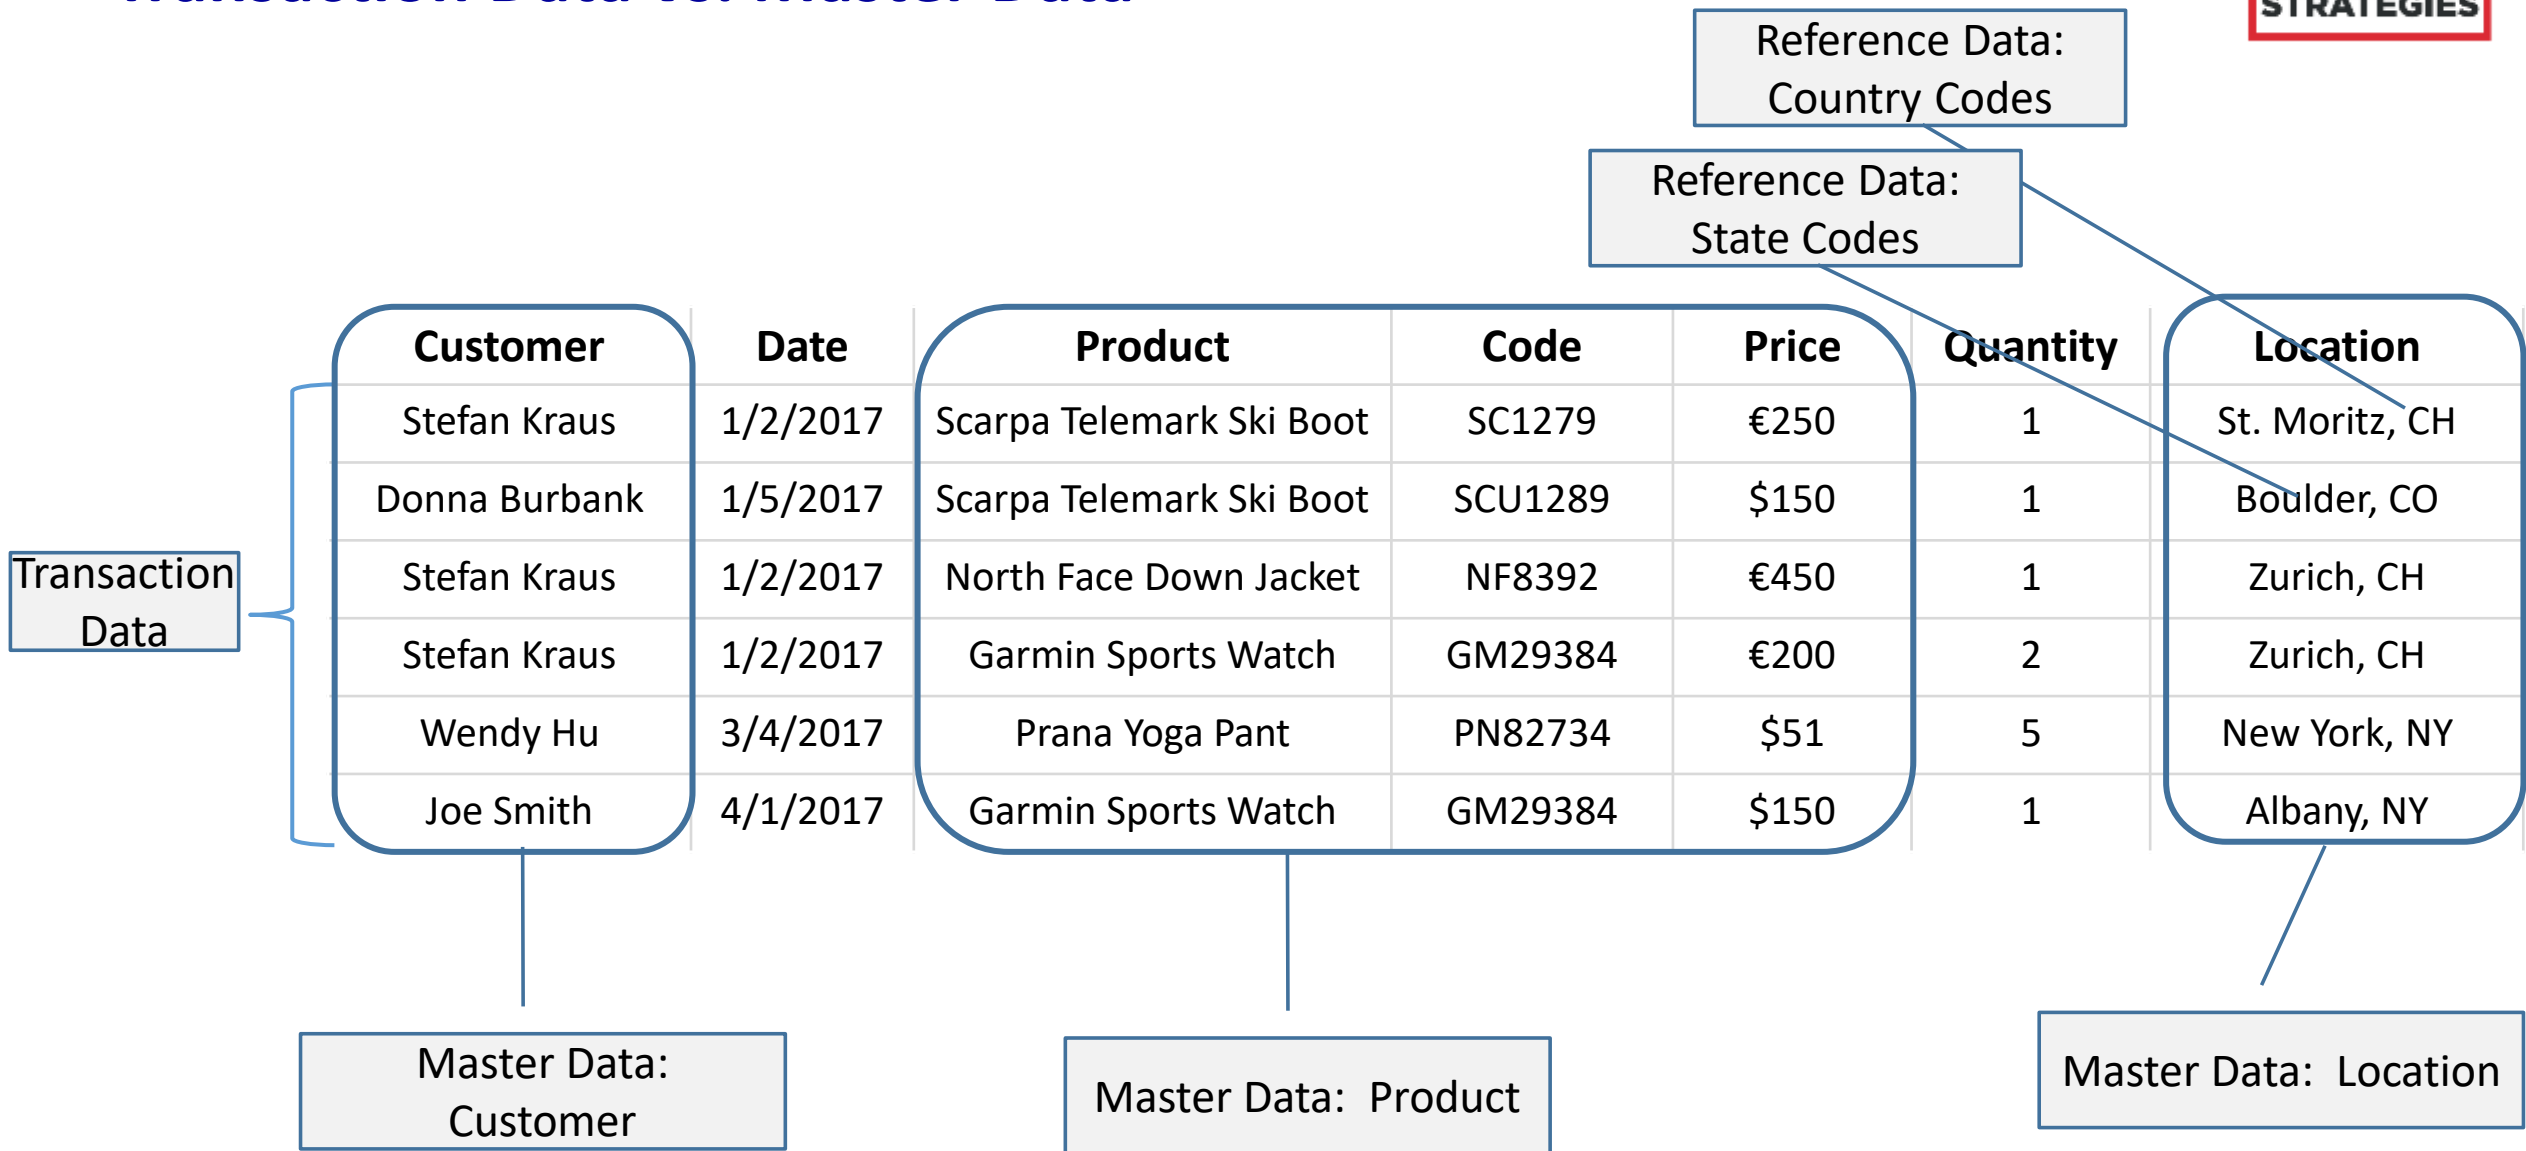 Transaction Data vs. Master Data
STRATEGIES
Reference Data:
Country Codes
Reference Data:
State Codes
Customer Date Product Code Price Quantity Location
Stefan Kraus 1/2/2017 Scarpa Telemark Ski Boot SC1279 €250 1 St. Moritz, CH
Donna Burbank 1/5/2017 Scarpa Telemark Ski Boot SCU1289 $150 1 Boulder, CO
Stefan Kraus 1/2/2017 North Face Down Jacket NF8392 €450 1 Zurich, CH
Stefan Kraus 1/2/2017 Garmin Sports Watch GM29384 €200 2 Zurich, CH
Wendy Hu 3/4/2017 Prana Yoga Pant PN82734 $51 5 New York, NY
Joe Smith 4/1/2017 Garmin Sports Watch GM29384 $150 1 Albany, NY
Transaction
Data
Master Data:
Customer
Master Data: Product
Master Data: Location